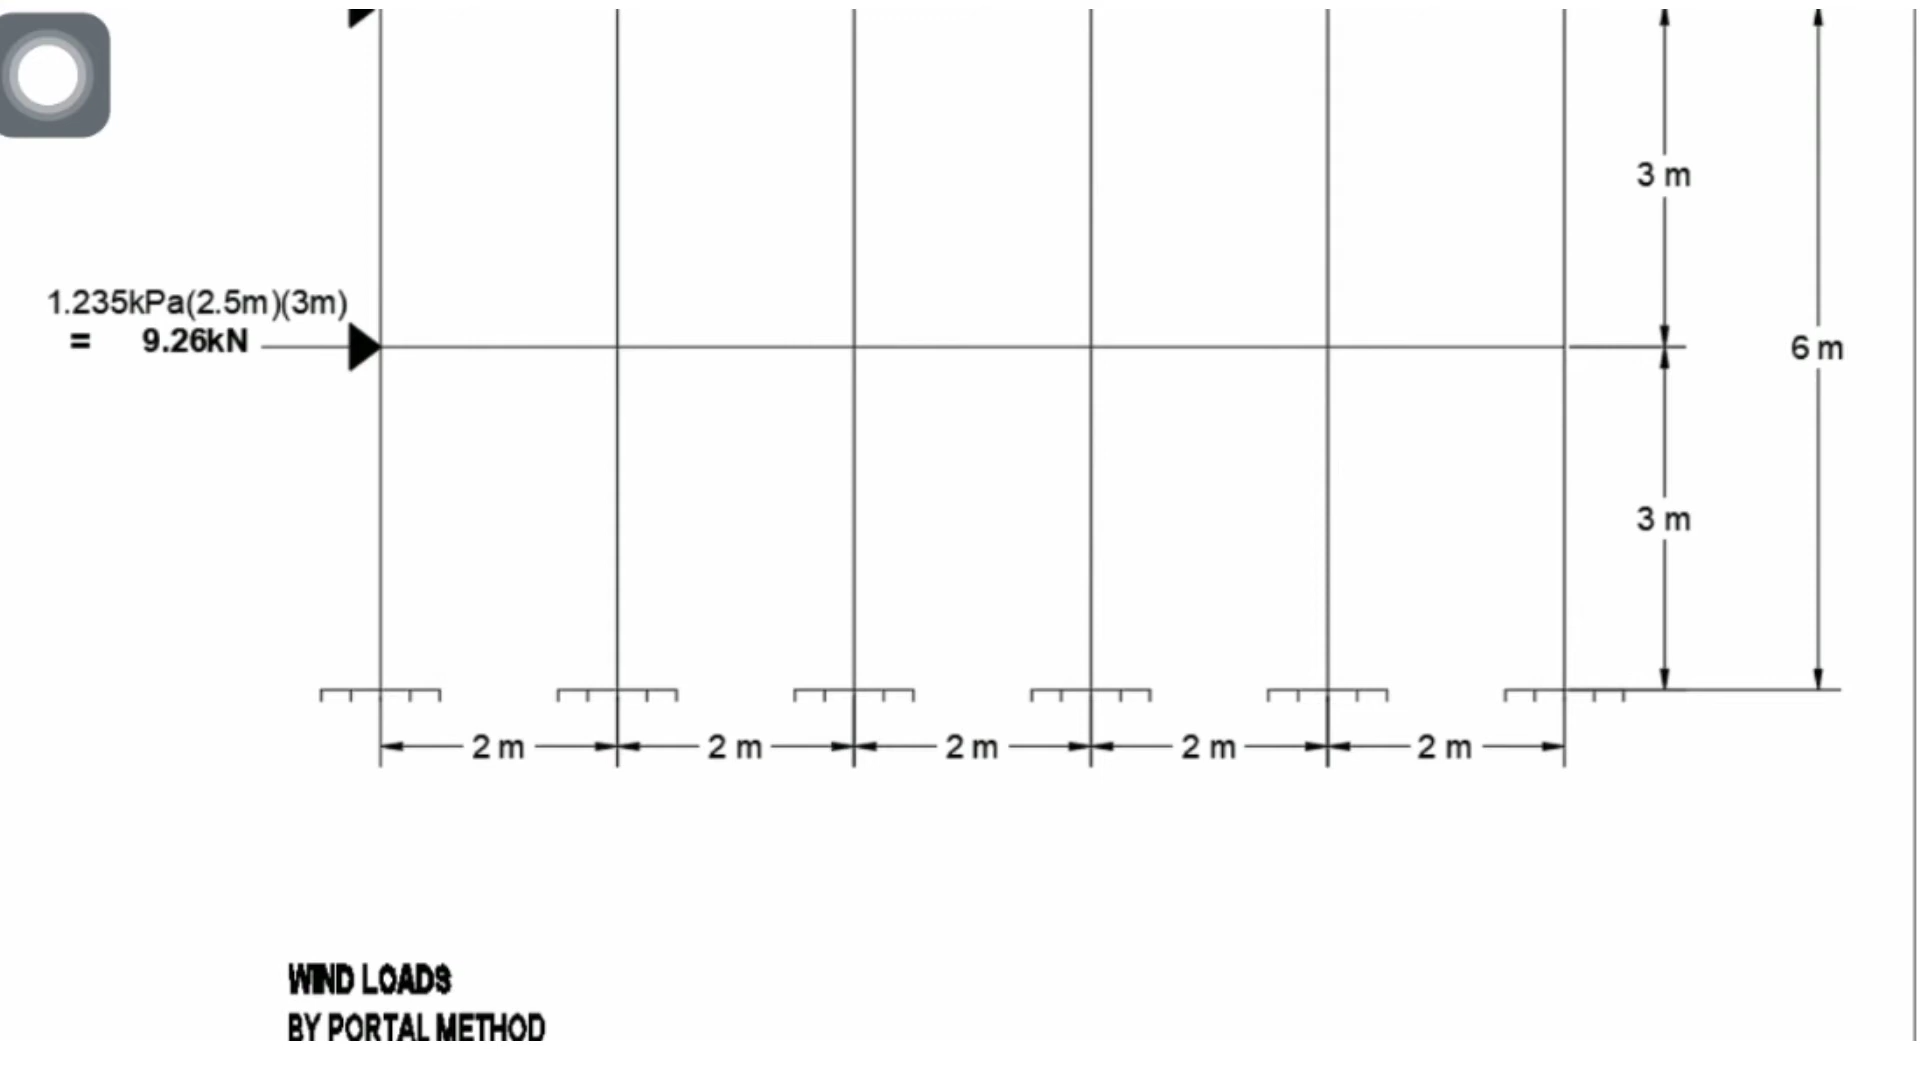 3 m
1.235kPa(2.5m)(3m)
= 9.26kN
6 m
3 m
2 m 2 m 2 m 2 m 2 m
WIND LOADS
BY PORTAL METHOD